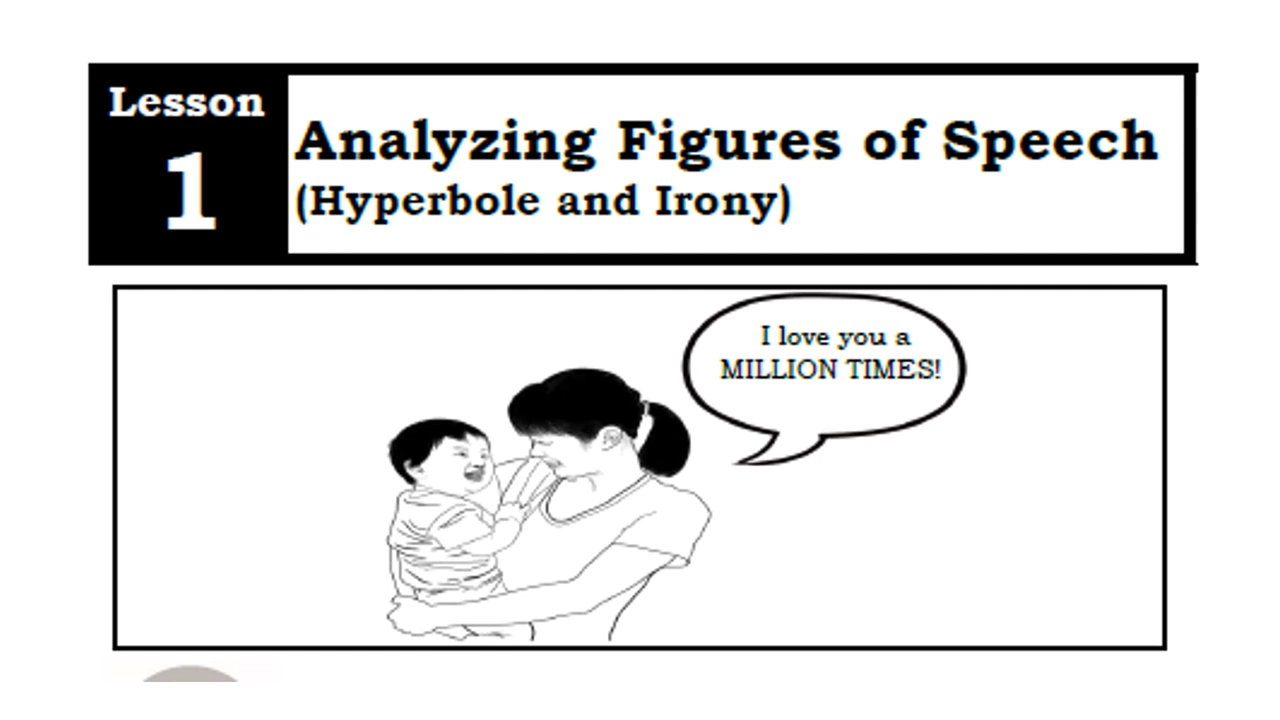 Lesson
1
Analyzing Figures of Speech
(Hyperbole and Irony)
I love you a
MILLION TIMES!